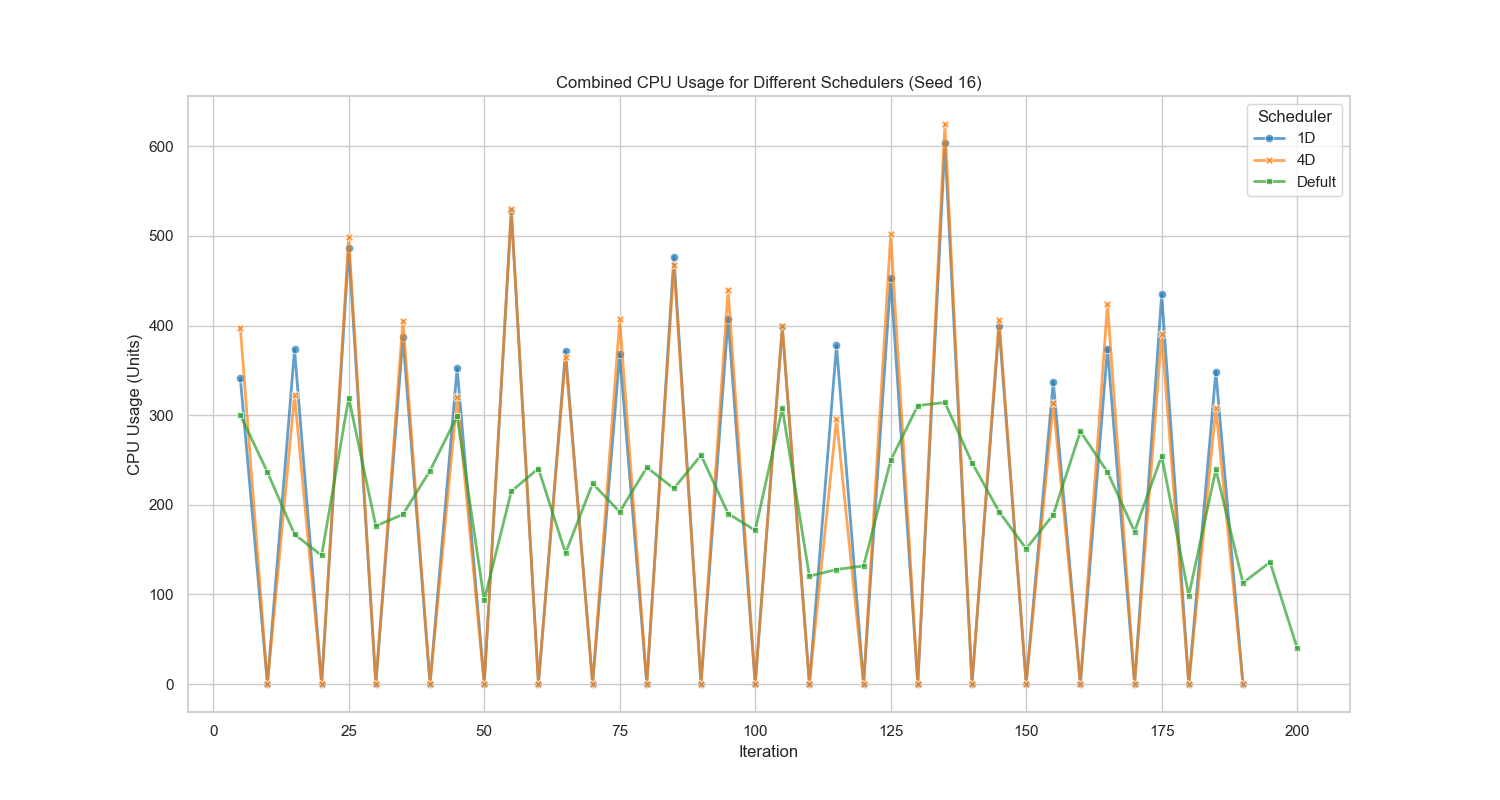 Combined CPU Usage for Different Schedulers (Seed 16)
Scheduler
1D
4D
Defult
CPU Usage (Units)
600
500
400
300
200
100
0
0 25 50 75 100 125 150 175 200
Iteration